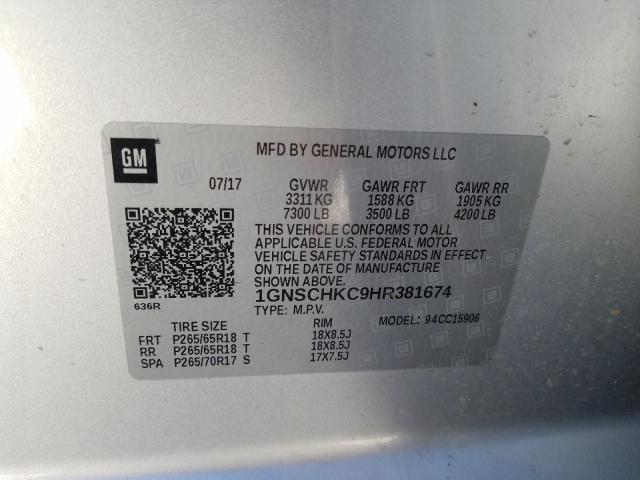 GM
MFD BY GENERAL MOTORS LLC
07/17 GVWR GAWR FRT GAWR RR
3311 KG 1588 KG 1905 KG
7300 LB 3500 LB 4200 LB
THIS VEHICLE CONFORMS TO ALL
APPLICABLE U.S. FEDERAL MOTOR
VEHICLE SAFETY STANDARDS IN EFFECT
ON THE DATE OF MANUFACTURE SHOWN ABOVE.
1GNSCHKC9HR381674
636R
TYPE: M.P.V. MODEL: 94CC15906
TIRE SIZE RIM
FRT P265/65R18 T 18X8.5J
RR P265/65R18 T 18X8.5J
SPA P265/70R17 S 17X7.5J